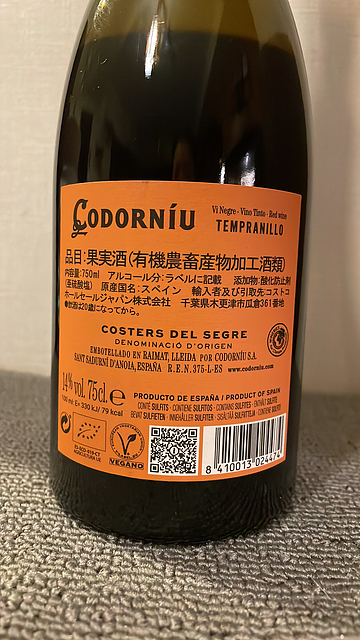 CODORNÍU
Vi Negre · Vino Tinto · Red wine
TEMPRANILLO
品目:果実酒(有機農畜産物加工酒類)
内容量:750ml アルコール分:ラベルに記載 添加物:酸化防止剤
(亜硫酸塩) 原産国名:スペイン 輸入者及び引取先:コストコ
ホールセールジャパン株式会社 千葉県木更津市瓜倉361番地
●飲酒は20歳になってから。
COSTERS DEL SEGRE
DENOMINACIÓ D'ORIGEN
EMBOTELLADO EN RAIMAT, LLEIDA POR CODORNÍU S.A.
SANT SADURNÍ D'ANOIA, ESPAÑA R.E.N. 375-L-ES www.codorniu.com
14% vol. 75cl. e
100 ml: E= 330 kJ/ 79 kcal
PRODUCTO DE ESPAÑA / PRODUCT OF SPAIN
CONTÉ SULFITS - CONTIENE SULFITOS - CONTAINS SULFITES -
ES-ECO-019-CT
AGRICULTURA UE
VEGANO
8 410013 024474